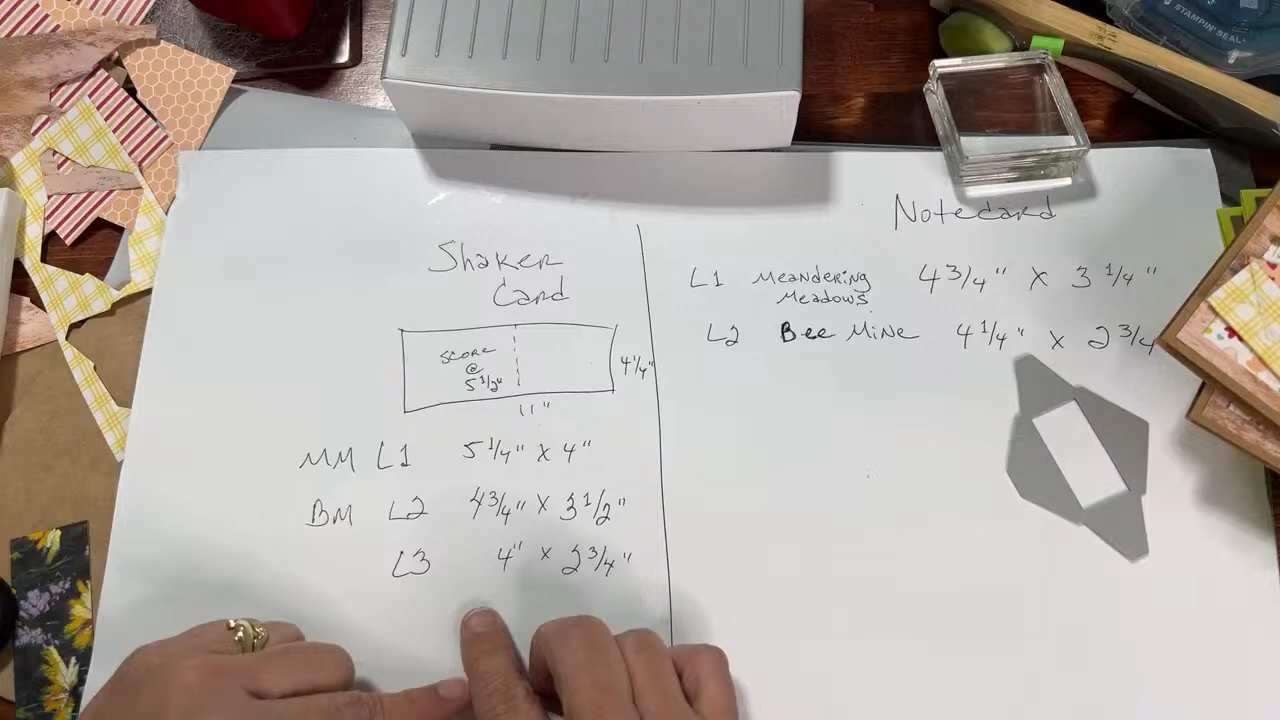 STAMPIN' SEAL
Shaker
Card
SCORE
@
5 1/2"
4 1/4"
11"
MM L1 5 1/4" x 4"
BM L2 4 3/4" x 3 1/2"
L3 4" x 2 3/4"
Notecard
L1 Meandering Meadows 4 3/4" x 3 1/4"
L2 Bee Mine 4 1/4" x 2 3/4